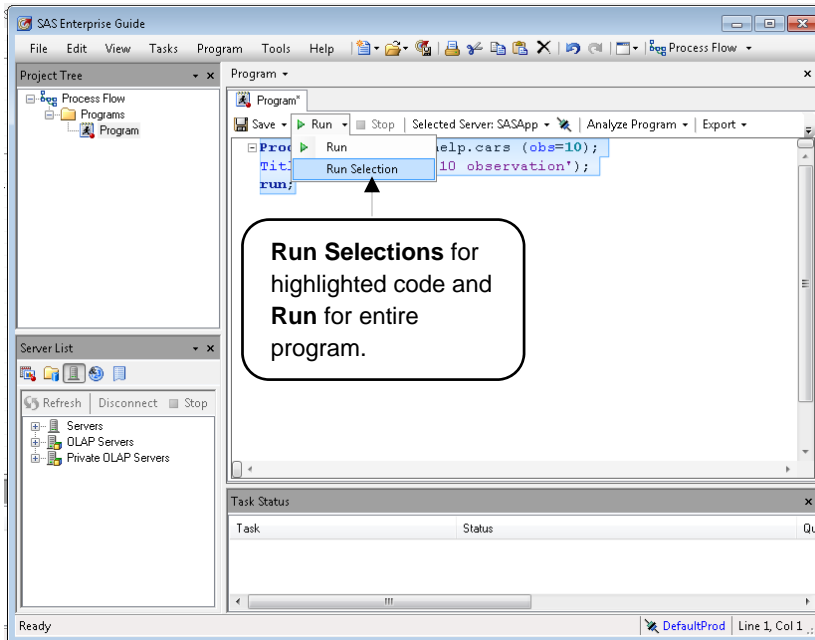 SAS Enterprise Guide
File Edit View Tasks Program Tools Help Process Flow
Project Tree
Process Flow
Programs
Program
Program
Program*
Save Run Stop Selected Server: SASApp Analyze Program Export
Proc elp.cars (obs=10);
Run
Tit 10 observation');
Run Selection
run;
Run Selections for
highlighted code and
Run for entire
program.
Server List
Refresh Disconnect Stop
Servers
OLAP Servers
Private OLAP Servers
Task Status
Task Status Qu
Ready DefaultProd Line 1, Col 1